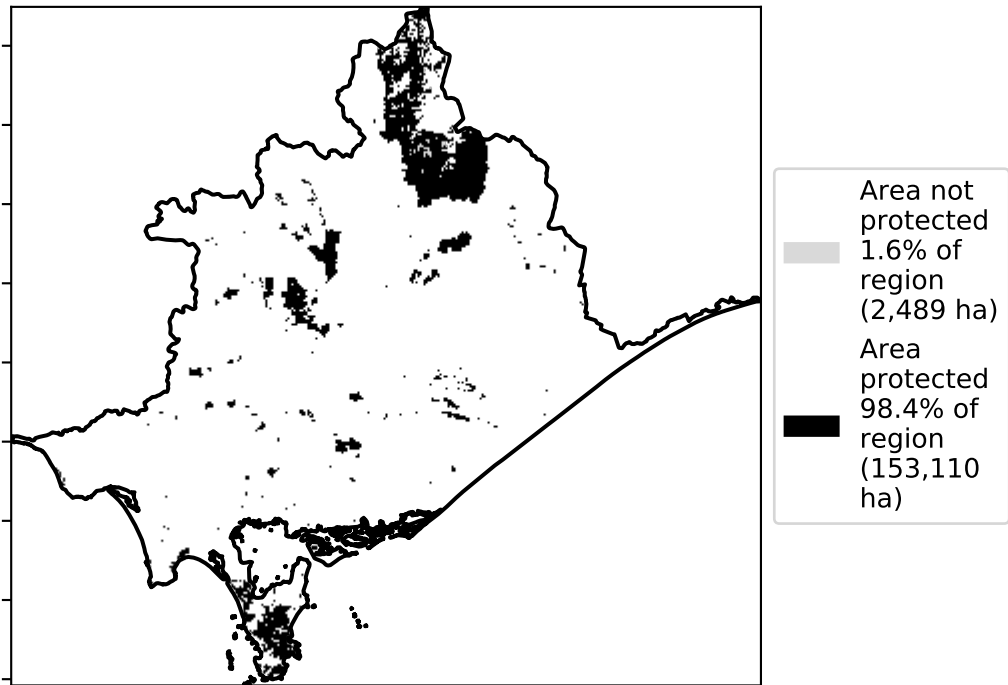 Area not
protected
1.6% of
region
(2,489 ha)
Area
protected
98.4% of
region
(153,110
ha)